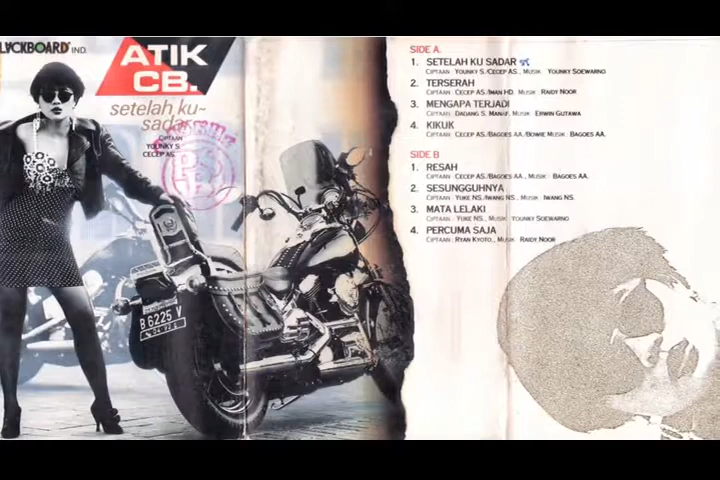 BLACKBOARD IND.
ATIK
CB.
setelah ku~
sadar
CIPTAAN
YOUNKY S.
CECEP AS.
B 6225 V
SIDE A.
1. SETELAH KU SADAR
CIPTAAN : YOUNKY S./CECEP AS., MUSIK : YOUNKY SOEWARNO
2. TERSERAH
CIPTAAN : CECEP AS./IWAN HD. MUSIK : RAIDY NOOR
3. MENGAPA TERJADI
CIPTAAN : DADANG S. MANAF. MUSIK : ERWIN GUTAWA
4. KIKUK
CIPTAAN : CECEP AS./BAGOES AA./BOWIE MUSIK : BAGOES AA.
SIDE B
1. RESAH
CIPTAAN : CECEP AS./BAGOES AA., MUSIK : BAGOES AA.
2. SESUNGGUHNYA
CIPTAAN : YUKE NS./IWANG NS., MUSIK : IWANG NS.
3. MATA LELAKI
CIPTAAN : YUKE NS., MUSIK : YOUNKY SOEWARNO
4. PERCUMA SAJA
CIPTAAN : RYAN KYOTO., MUSIK : RAIDY NOOR